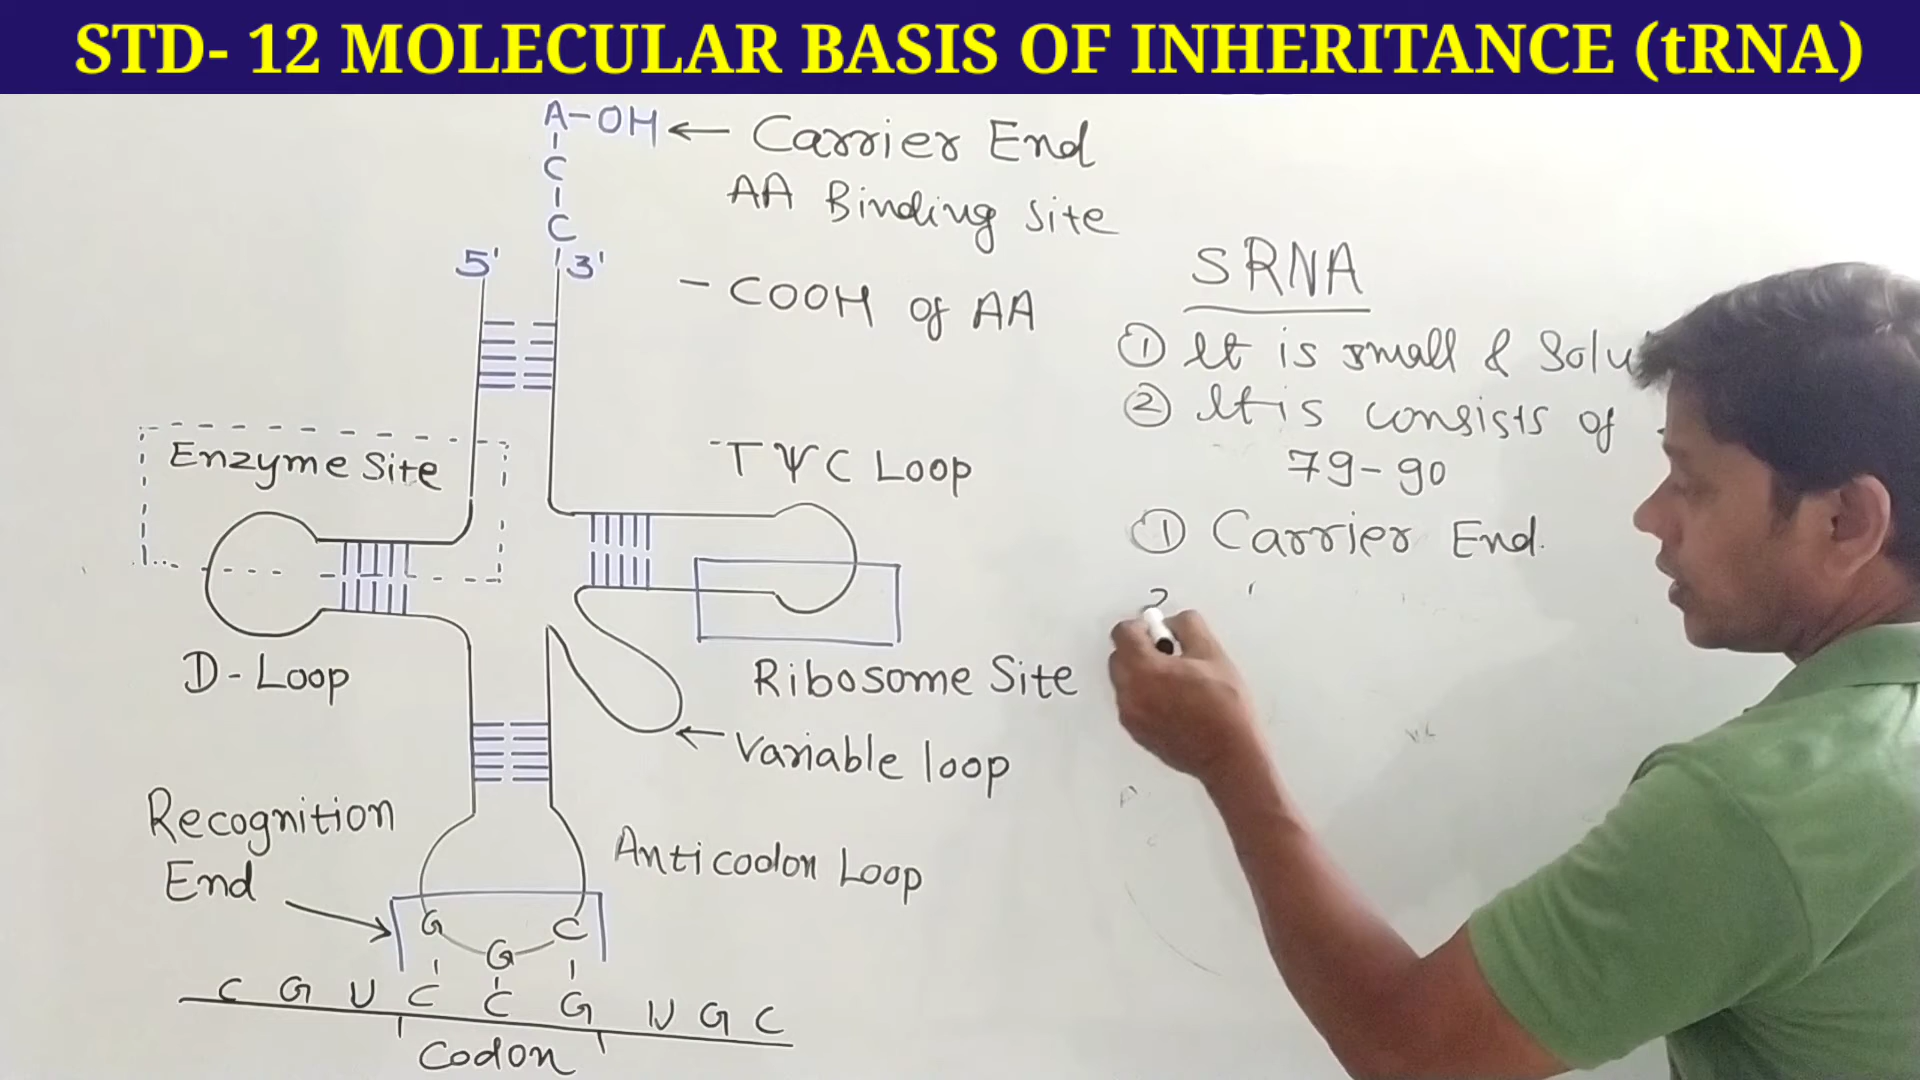 STD- 12 MOLECULAR BASIS OF INHERITANCE (tRNA)
A-OH ← Carrier End
C
C
AA Binding Site
5' 3'
- COOH of AA
Enzyme Site
TΨC Loop
D-Loop
Ribosome Site
← Variable loop
Recognition
End
Anticodon Loop
G G C
C G U C C G U G C
Codon
SRNA
① It is small & Solu
② It is consists of
79-90
① Carrier End.
2